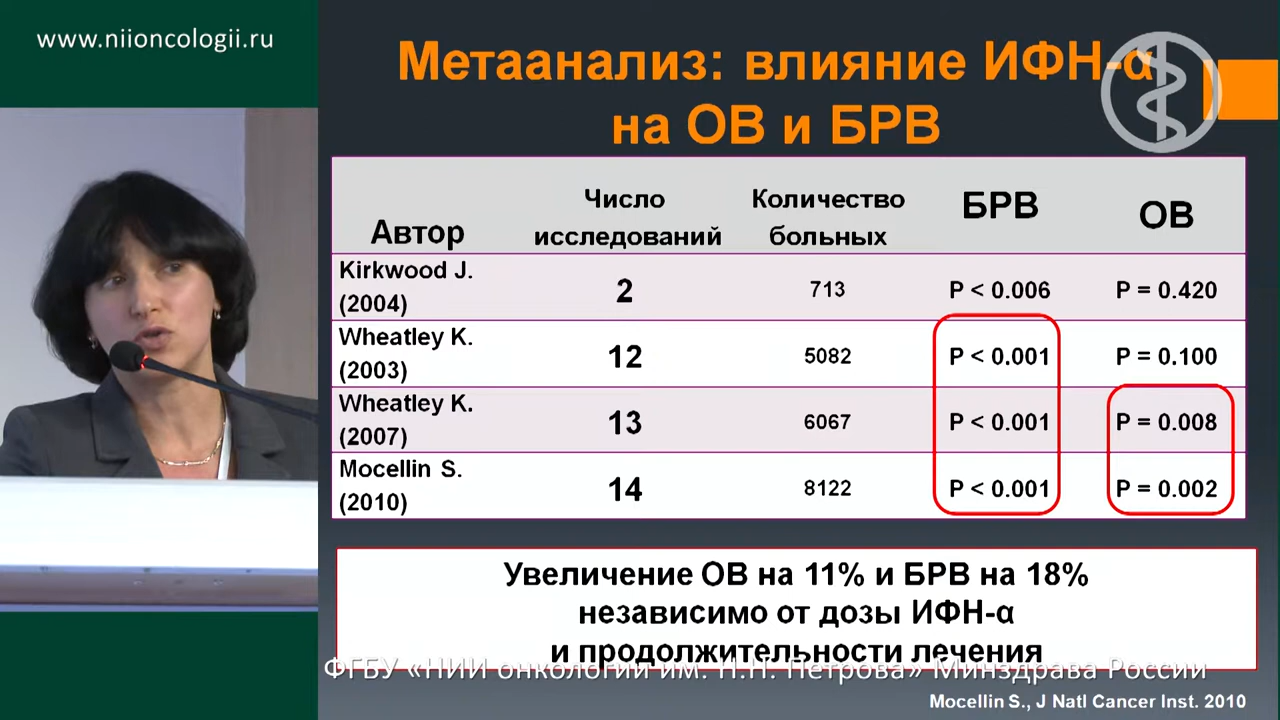 www.niioncologii.ru
Метаанализ: влияние ИФН-α
на ОВ и БРВ
Автор
Число
исследований
Количество
больных
БРВ
ОВ
Kirkwood J.
(2004)
2
713
P < 0.006
P = 0.420
Wheatley K.
(2003)
12
5082
P < 0.001
P = 0.100
Wheatley K.
(2007)
13
6067
P < 0.001
P = 0.008
Mocellin S.
(2010)
14
8122
P < 0.001
P = 0.002
Увеличение ОВ на 11% и БРВ на 18%
независимо от дозы ИФН-α
и продолжительности лечения
ФГБУ «НИИ онкологии им. Н.Н. Петрова» Минздрава России
Mocellin S., J Natl Cancer Inst. 2010